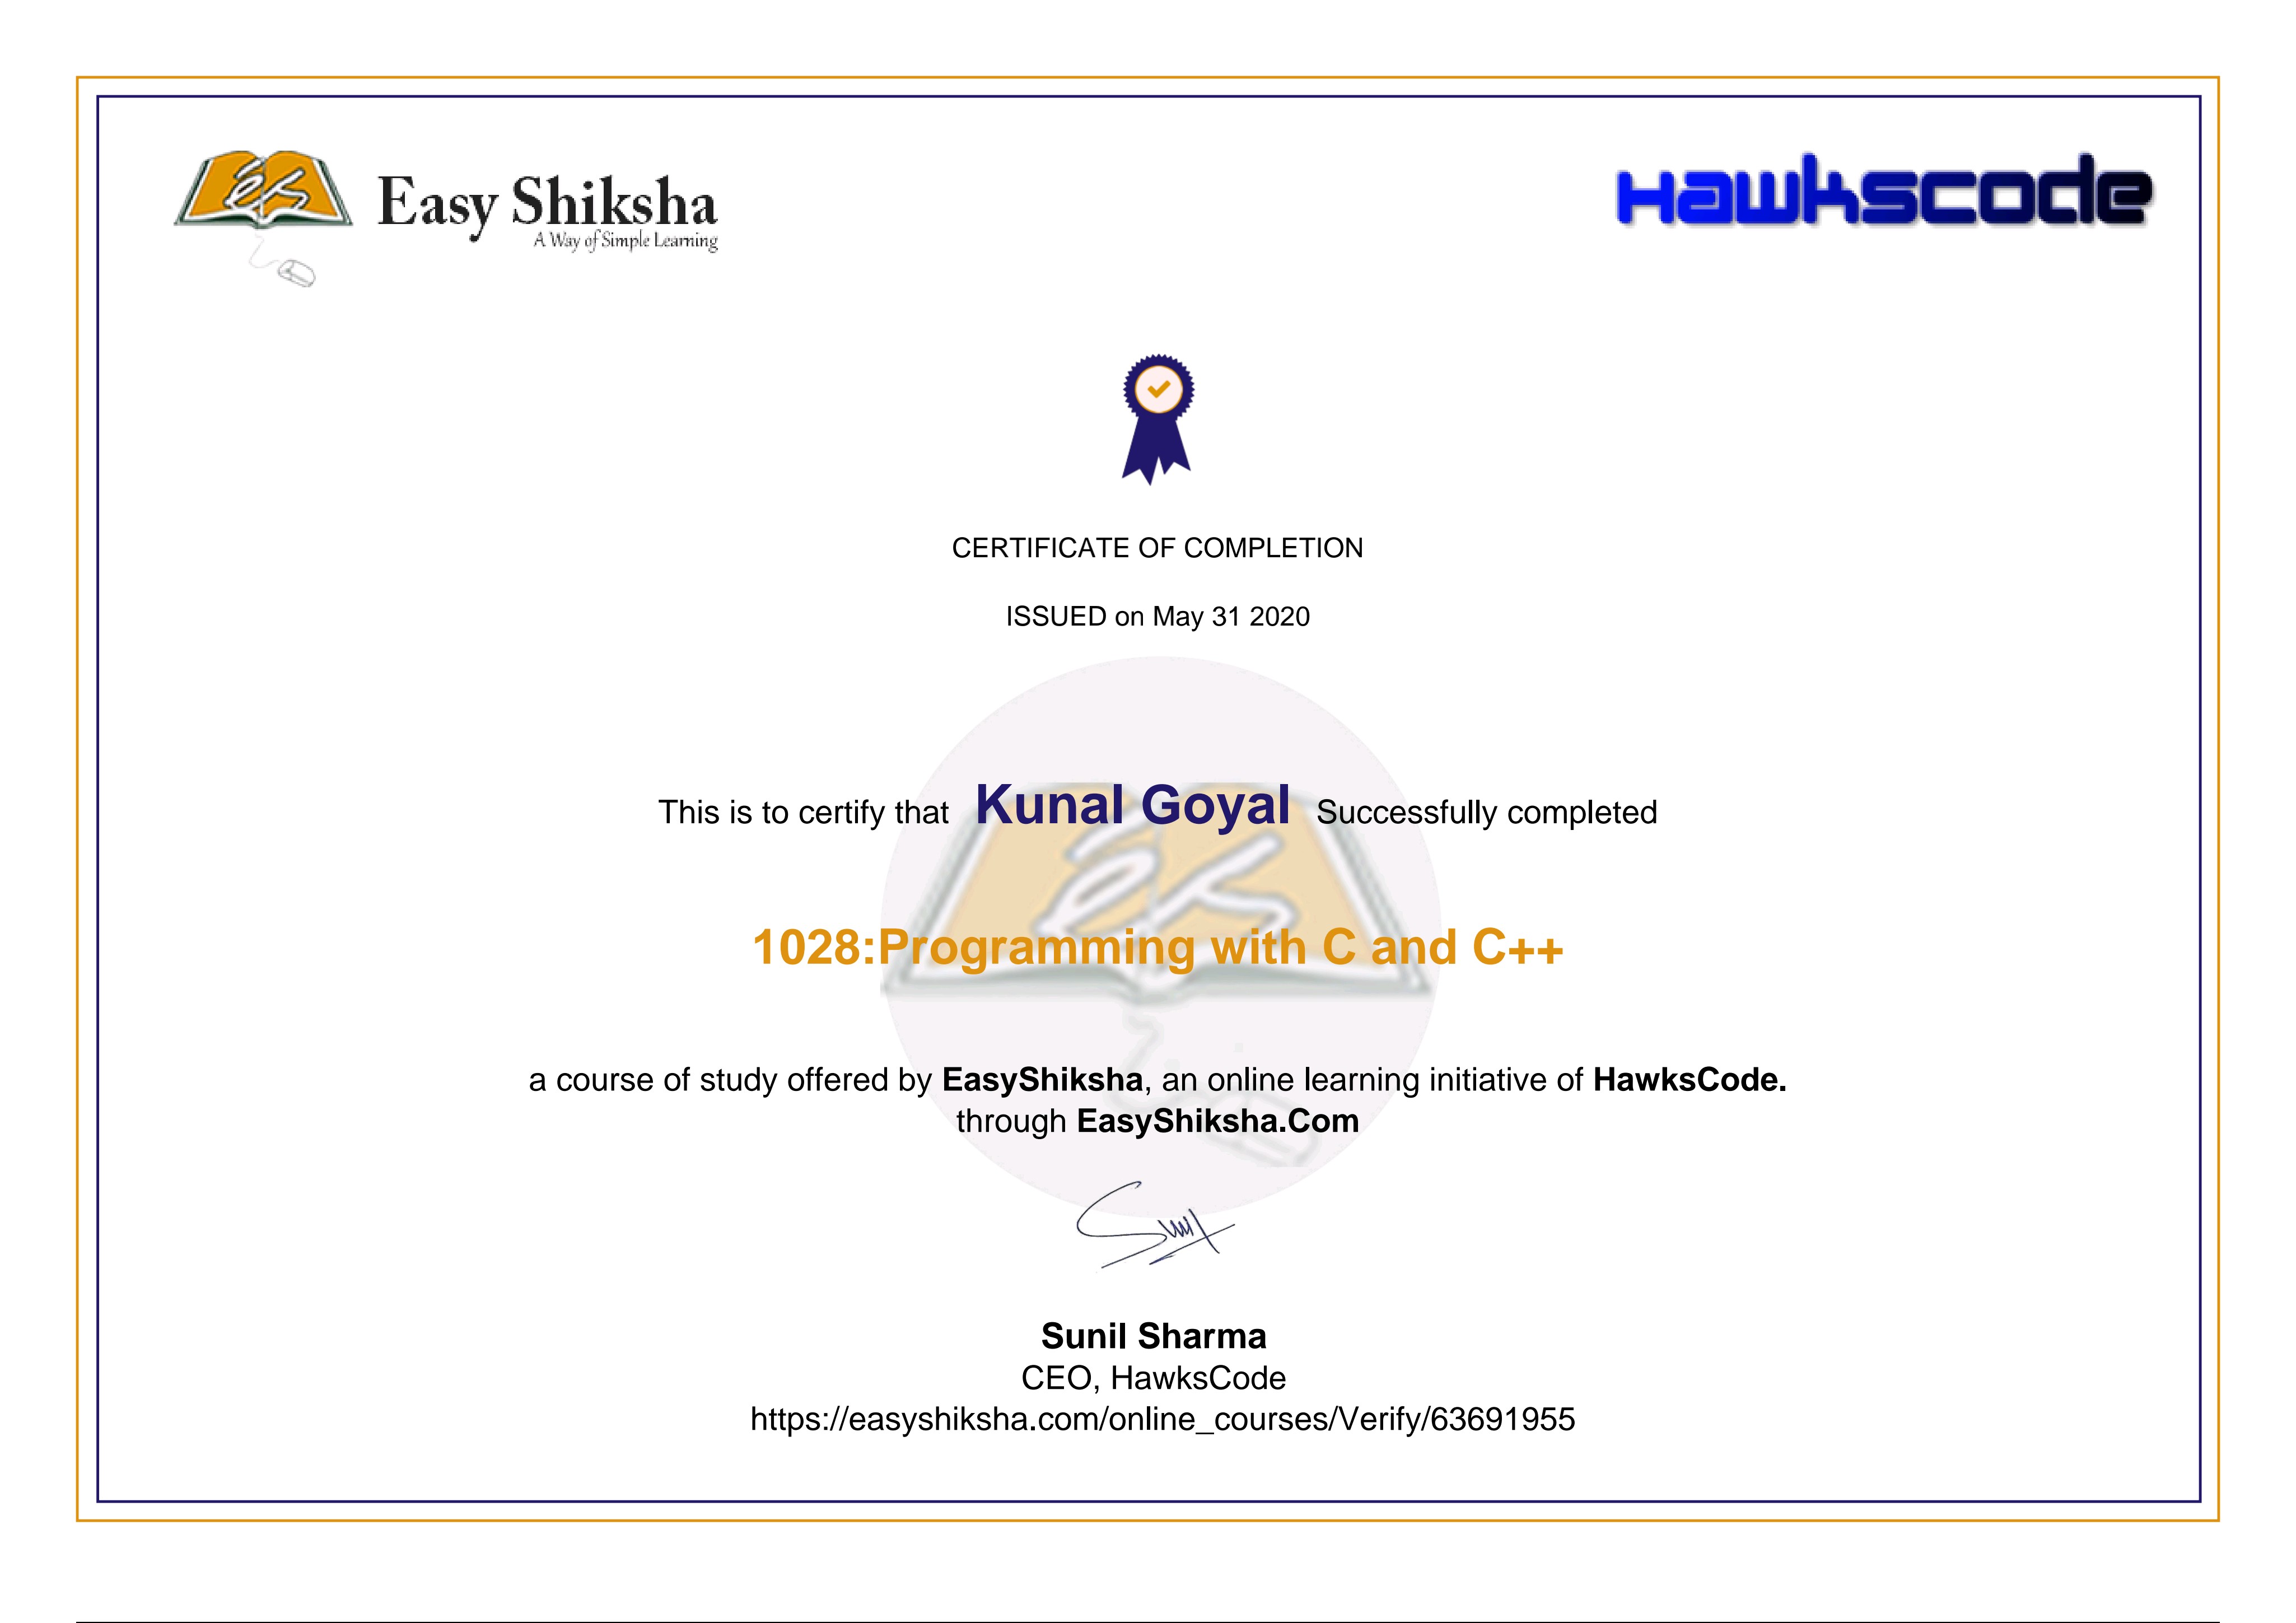 Easy Shiksha
A Way of Simple Learning
Hawkscode
CERTIFICATE OF COMPLETION
ISSUED on May 31 2020
This is to certify that Kunal Goyal Successfully completed
1028:Programming with C and C++
a course of study offered by EasyShiksha, an online learning initiative of HawksCode.
through EasyShiksha.Com
Sunil Sharma
CEO, HawksCode
https://easyshiksha.com/online_courses/Verify/63691955